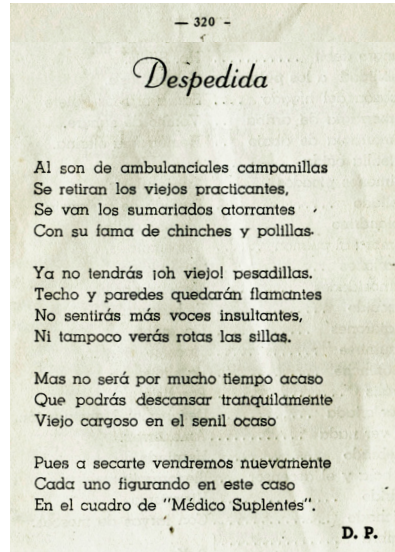 — 320 -
Despedida
Al son de ambulanciales campanillas
Se retiran los viejos practicantes,
Se van los sumariados atorrantes
Con su fama de chinches y polillas.
Ya no tendrás ¡oh viejo! pesadillas.
Techo y paredes quedarán flamantes
No sentirás más voces insultantes,
Ni tampoco verás rotas las sillas.
Mas no será por mucho tiempo acaso
Que podrás descansar tranquilamente
Viejo cargoso en el senil ocaso
Pues a secarte vendremos nuevamente
Cada uno figurando en este caso
En el cuadro de "Médico Suplentes".
D. P.